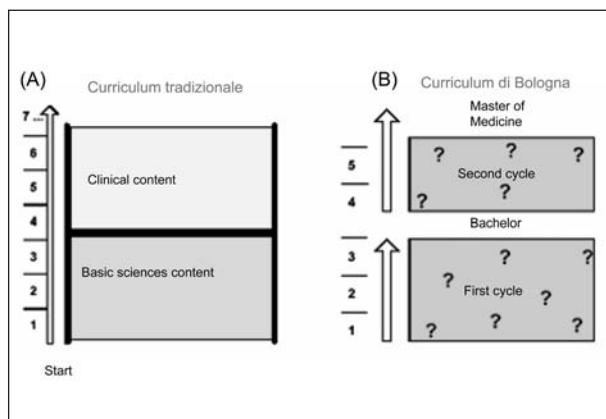 (A)
Curriculum tradizionale
7...
6
5
4
3
2
1
Clinical content
Basic sciences content
Start
(B)
Curriculum di Bologna
Master of
Medicine
5
4
? ? ?
Second cycle
? ?
Bachelor
3
2
1
? ?
?
First cycle
?
? ? ?